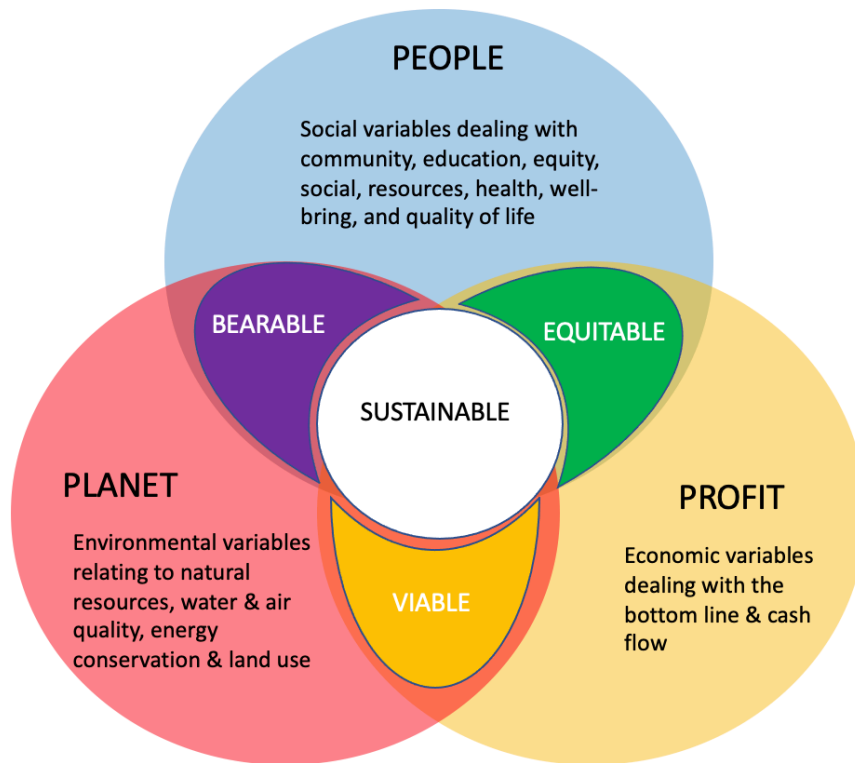 PEOPLE
Social variables dealing with
community, education, equity,
social, resources, health, well-
bring, and quality of life
BEARABLE
EQUITABLE
SUSTAINABLE
PLANET
Environmental variables
relating to natural
resources, water & air
quality, energy
conservation & land use
PROFIT
Economic variables
dealing with the
bottom line & cash
flow
VIABLE